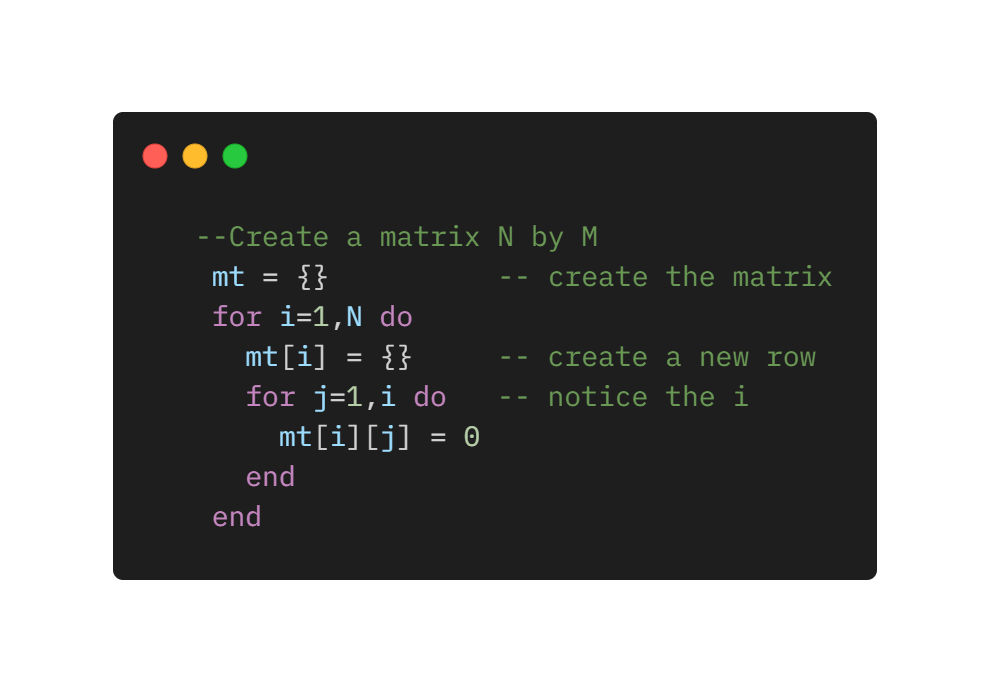 --Create a matrix N by M
mt = {}          -- create the matrix
for i=1,N do
  mt[i] = {}     -- create a new row
  for j=1,i do   -- notice the i
    mt[i][j] = 0
  end
end